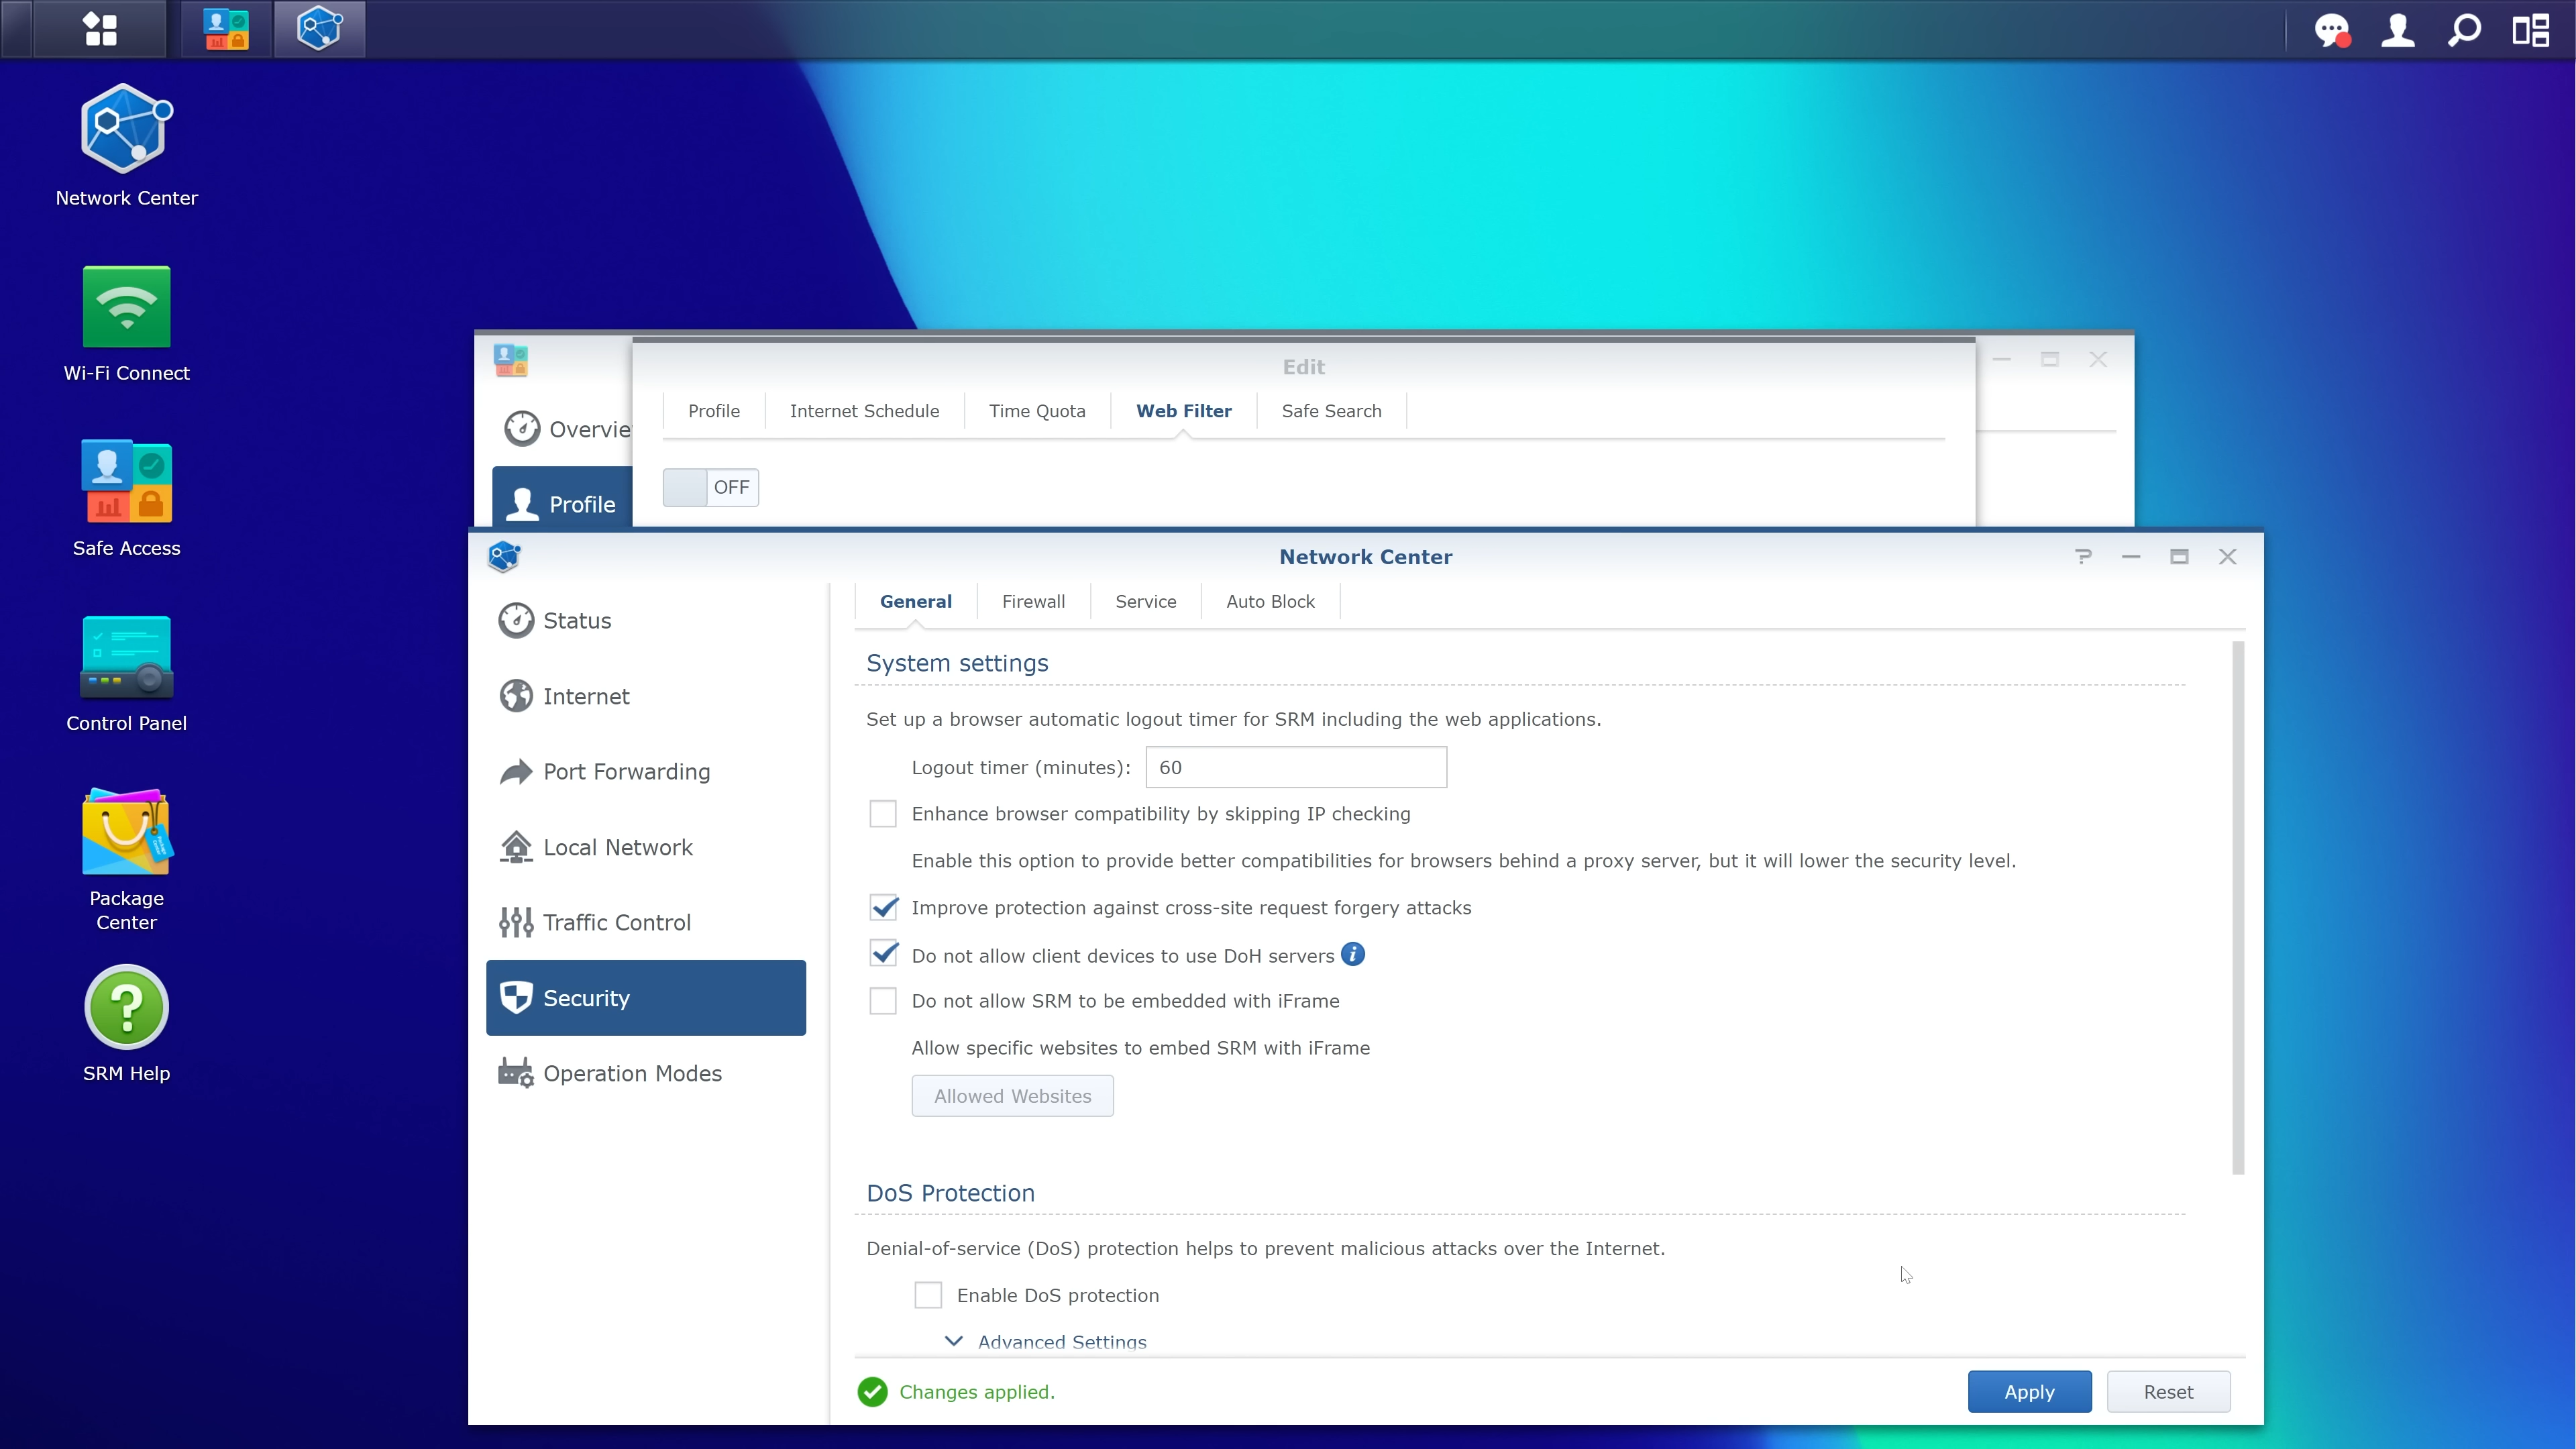 Network Center
Wi-Fi Connect
Safe Access
Control Panel
Package
Center
SRM Help
Edit
Profile
Internet Schedule
Time Quota
Web Filter
Safe Search
Profile
OFF
Network Center
Status
Internet
Port Forwarding
Local Network
Traffic Control
Security
Operation Modes
General
Firewall
Service
Auto Block
System settings
Set up a browser automatic logout timer for SRM including the web applications.
Logout timer (minutes): 60
Enhance browser compatibility by skipping IP checking
Enable this option to provide better compatibilities for browsers behind a proxy server, but it will lower the security level.
Improve protection against cross-site request forgery attacks
Do not allow client devices to use DoH servers
Do not allow SRM to be embedded with iFrame
Allow specific websites to embed SRM with iFrame
Allowed Websites
DoS Protection
Denial-of-service (DoS) protection helps to prevent malicious attacks over the Internet.
Enable DoS protection
Advanced Settings
Changes applied.
Apply
Reset